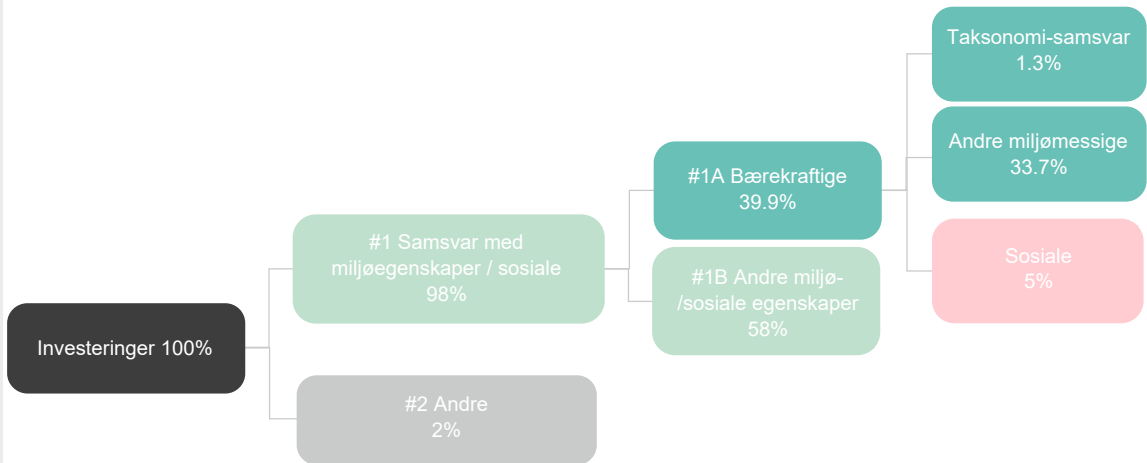 Investeringer 100%
#1 Samsvar med
miljøegenskaper / sosiale
98%
#2 Andre
2%
#1A Bærekraftige
39.9%
#1B Andre miljø-
/sosiale egenskaper
58%
Taksonomi-samsvar
1.3%
Andre miljømessige
33.7%
Sosiale
5%